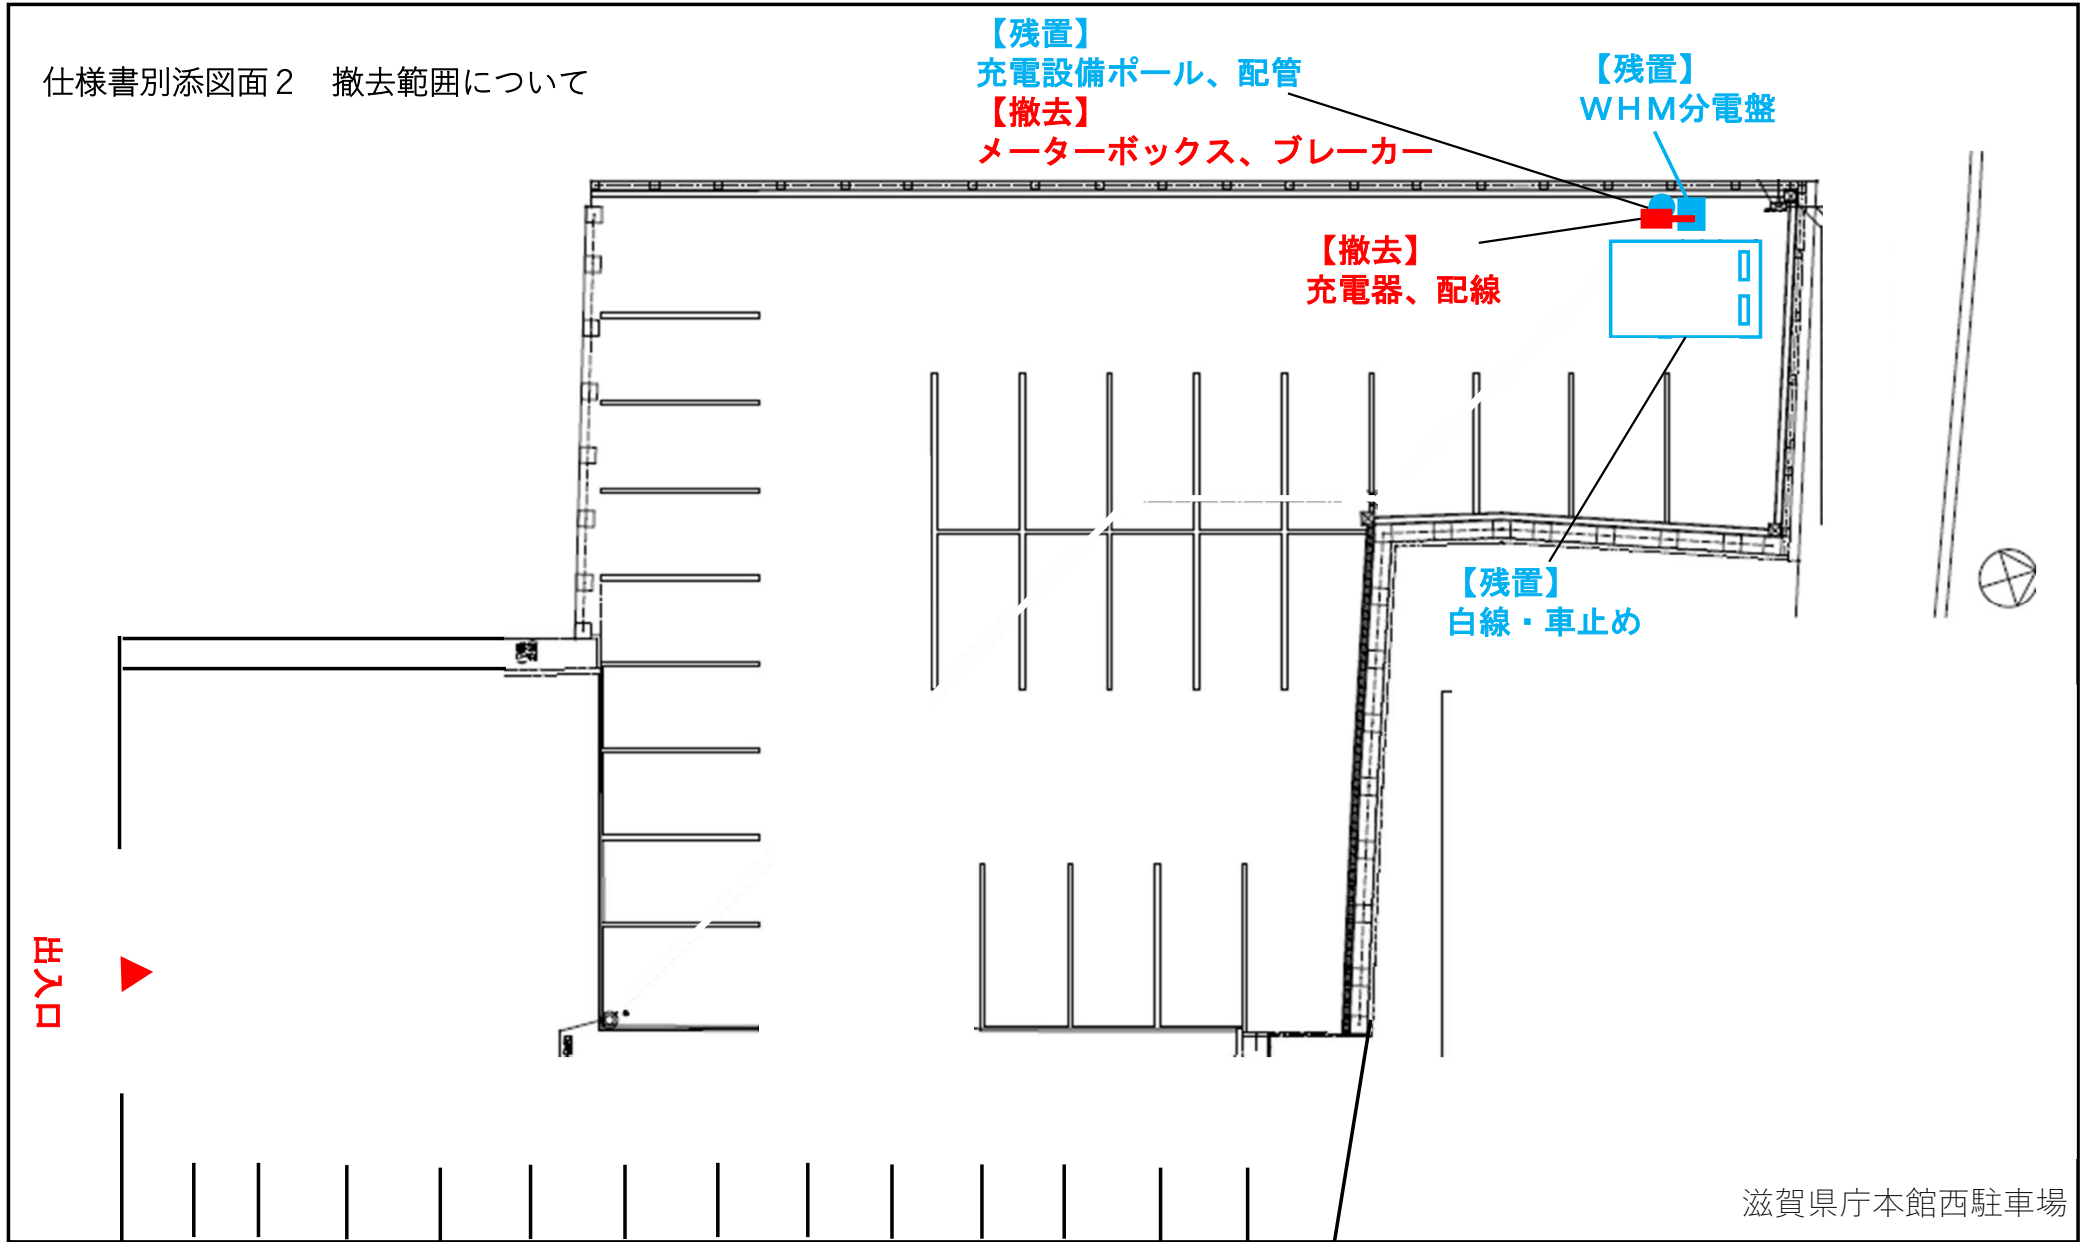 仕様書別添図面２　撤去範囲について
【残置】
充電設備ポール、配管
【撤去】
メーターボックス、ブレーカー
【残置】
ＷＨＭ分電盤
【撤去】
充電器、配線
【残置】
白線・車止め
出入口
滋賀県庁本館西駐車場